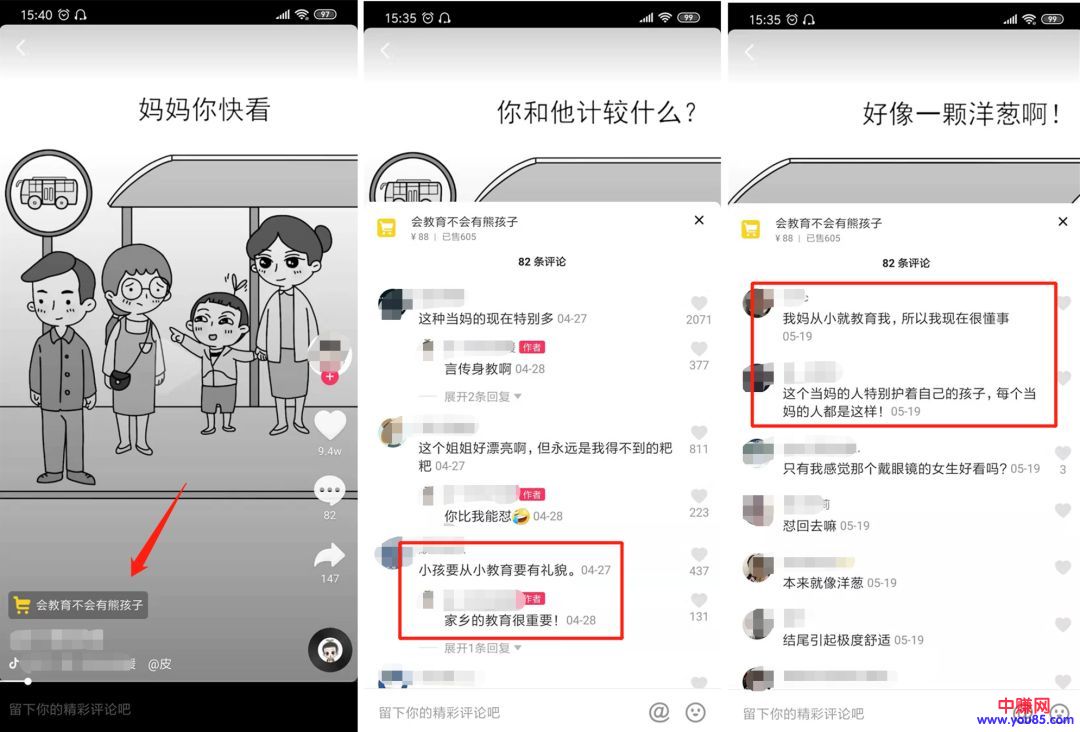 15:40
97
妈妈你快看
9.4w
82
147
会教育不会有熊孩子
@皮
留下你的精彩评论吧
15:35
99
你和他计较什么？
会教育不会有熊孩子
¥ 88 | 已售605
82 条评论
这种当妈的现在特别多 04-27
2071
作者
言传身教啊 04-28
377
展开2条回复
这个姐姐好漂亮啊，但永远是我得不到的粑
粑 04-27
811
作者
你比我能怼🤣 04-28
223
小孩要从小教育要有礼貌。04-27
437
作者
家乡的教育很重要！04-28
131
展开1条回复
留下你的精彩评论吧
@
15:35
99
好像一颗洋葱啊！
会教育不会有熊孩子
¥ 88 | 已售605
82 条评论
我妈从小就教育我，所以我现在很懂事
05-19
这个当妈的人特别护着自己的孩子，每个当
妈的人都是这样！05-19
只有我感觉那个戴眼镜的女生好看吗？05-19
3
怼回去嘛 05-19
本来就像洋葱 05-19
结尾引起极度舒适 05-19
留下你的精彩评论吧
中赚网
www.you85.com